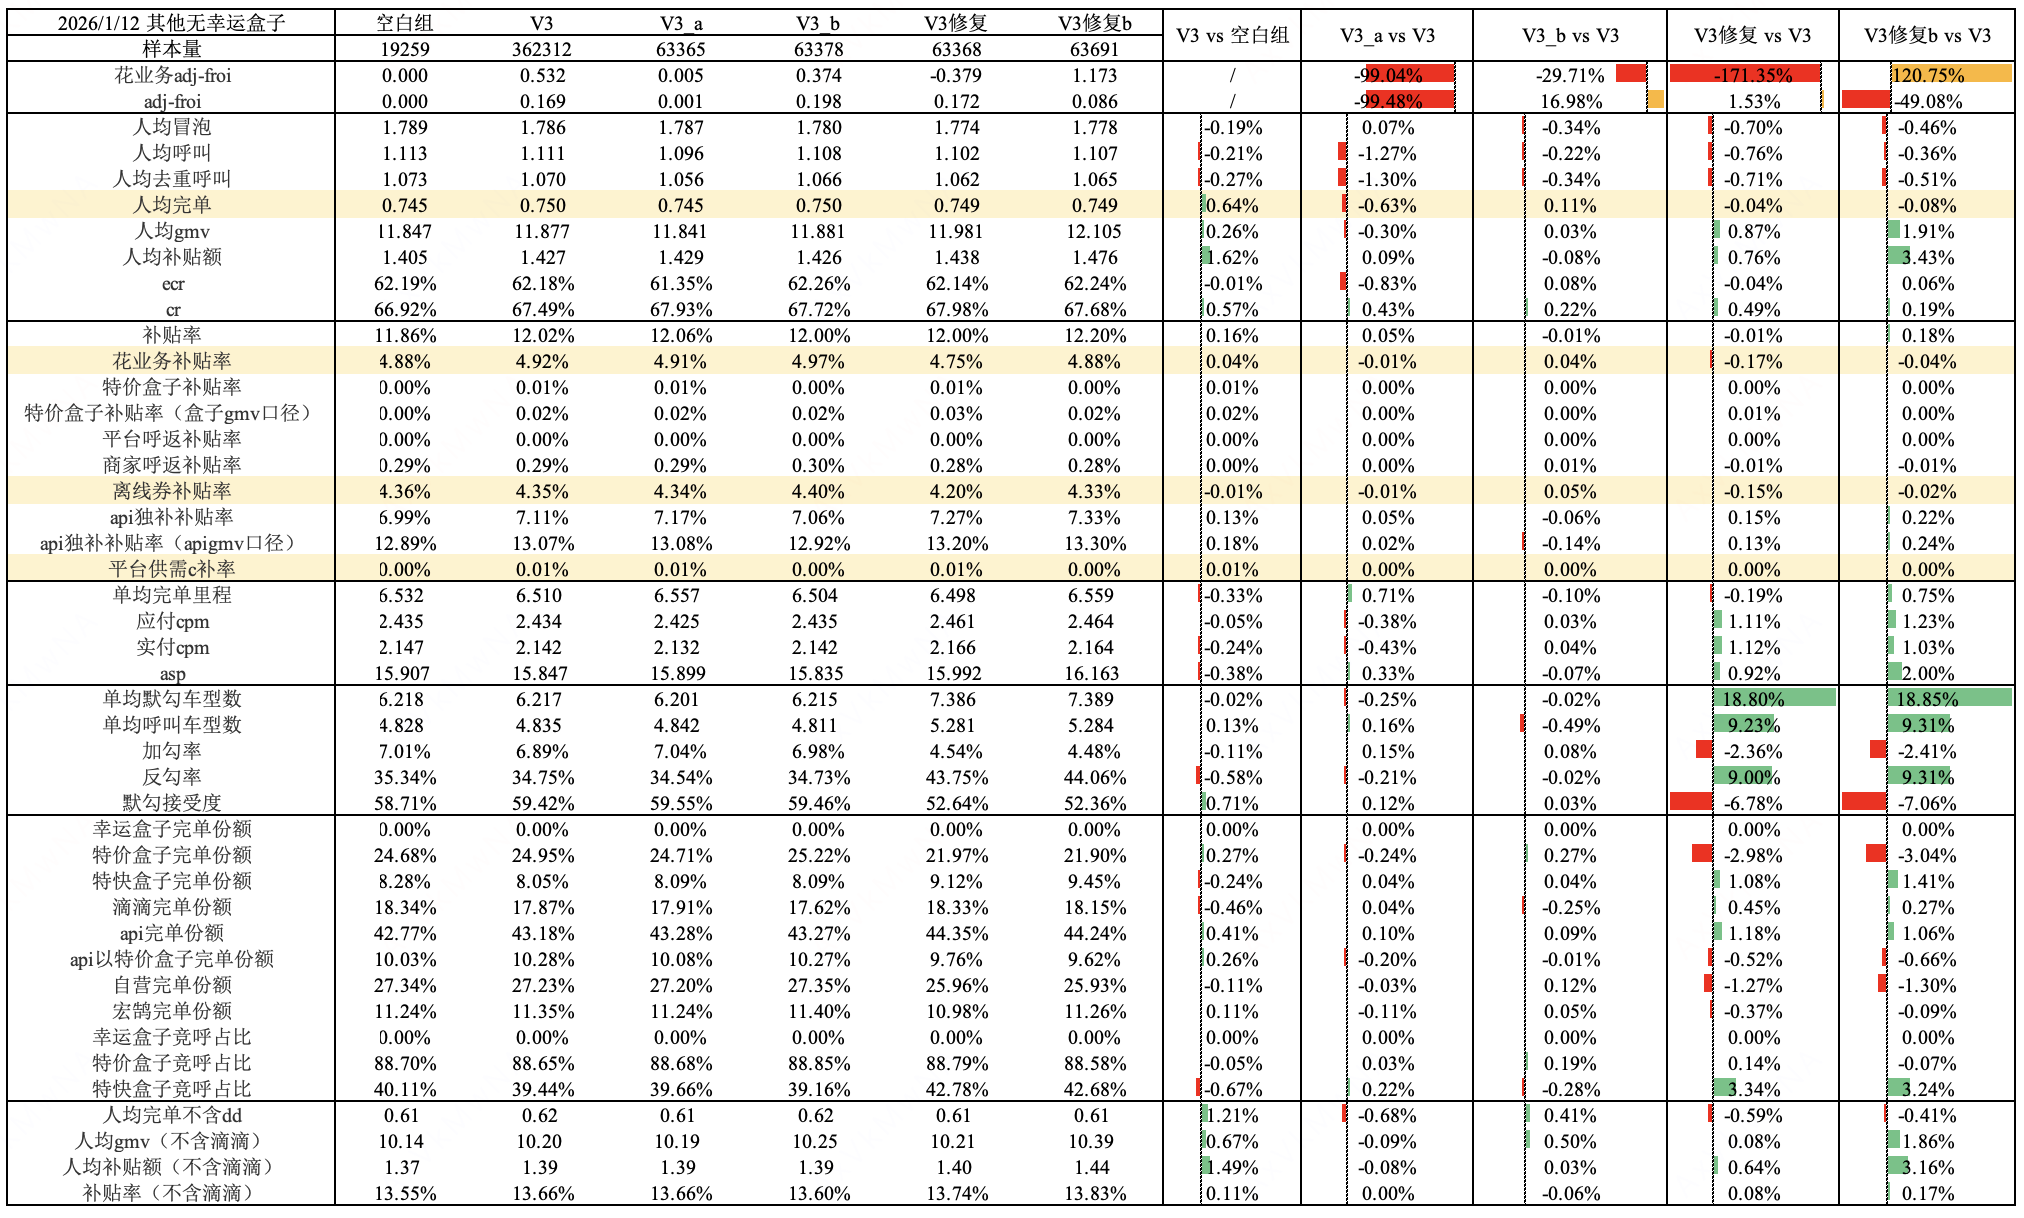 2026/1/12 其他无幸运盒子 空白组 V3 V3_a V3_b V3修复 V3修复b V3 vs 空白组 V3_a vs V3 V3_b vs V3 V3修复 vs V3 V3修复b vs V3
样本量 19259 362312 63365 63378 63368 63691
花业务adj-froi 0.000 0.532 0.005 0.374 -0.379 1.173 / -99.04% -29.71% -171.35% 120.75%
adj-froi 0.000 0.169 0.001 0.198 0.172 0.086 / -99.48% 16.98% 1.53% -49.08%
人均冒泡 1.789 1.786 1.787 1.780 1.774 1.778 -0.19% 0.07% -0.34% -0.70% -0.46%
人均呼叫 1.113 1.111 1.096 1.108 1.102 1.107 -0.21% -1.27% -0.22% -0.76% -0.36%
人均去重呼叫 1.073 1.070 1.056 1.066 1.062 1.065 -0.27% -1.30% -0.34% -0.71% -0.51%
人均完单 0.745 0.750 0.745 0.750 0.749 0.749 0.64% -0.63% 0.11% -0.04% -0.08%
人均gmv 11.847 11.877 11.841 11.881 11.981 12.105 0.26% -0.30% 0.03% 0.87% 1.91%
人均补贴额 1.405 1.427 1.429 1.426 1.438 1.476 1.62% 0.09% -0.08% 0.76% 3.43%
ecr 62.19% 62.18% 61.35% 62.26% 62.14% 62.24% -0.01% -0.83% 0.08% -0.04% 0.06%
cr 66.92% 67.49% 67.93% 67.72% 67.98% 67.68% 0.57% 0.43% 0.22% 0.49% 0.19%
补贴率 11.86% 12.02% 12.06% 12.00% 12.00% 12.20% 0.16% 0.05% -0.01% -0.01% 0.18%
花业务补贴率 4.88% 4.92% 4.91% 4.97% 4.75% 4.88% 0.04% -0.01% 0.04% -0.17% -0.04%
特价盒子补贴率 0.00% 0.01% 0.01% 0.00% 0.01% 0.00% 0.01% 0.00% 0.00% 0.00% 0.00%
特价盒子补贴率（盒子gmv口径） 0.00% 0.02% 0.02% 0.02% 0.03% 0.02% 0.02% 0.00% 0.00% 0.01% 0.00%
平台呼返补贴率 0.00% 0.00% 0.00% 0.00% 0.00% 0.00% 0.00% 0.00% 0.00% 0.00% 0.00%
商家呼返补贴率 0.29% 0.29% 0.29% 0.30% 0.28% 0.28% 0.00% 0.00% 0.01% -0.01% -0.01%
离线券补贴率 4.36% 4.35% 4.34% 4.40% 4.20% 4.33% -0.01% -0.01% 0.05% -0.15% -0.02%
api独补补贴率 6.99% 7.11% 7.17% 7.06% 7.27% 7.33% 0.13% 0.05% -0.06% 0.15% 0.22%
api独补补贴率（apigmv口径） 12.89% 13.07% 13.08% 12.92% 13.20% 13.30% 0.18% 0.02% -0.14% 0.13% 0.24%
平台供需c补率 0.00% 0.01% 0.01% 0.00% 0.01% 0.00% 0.01% 0.00% 0.00% 0.00% 0.00%
单均完单里程 6.532 6.510 6.557 6.504 6.498 6.559 -0.33% 0.71% -0.10% -0.19% 0.75%
应付cpm 2.435 2.434 2.425 2.435 2.461 2.464 -0.05% -0.38% 0.03% 1.11% 1.23%
实付cpm 2.147 2.142 2.132 2.142 2.166 2.164 -0.24% -0.43% 0.04% 1.12% 1.03%
asp 15.907 15.847 15.899 15.835 15.992 16.163 -0.38% 0.33% -0.07% 0.92% 2.00%
单均默勾车型数 6.218 6.217 6.201 6.215 7.386 7.389 -0.02% -0.25% -0.02% 18.80% 18.85%
单均呼叫车型数 4.828 4.835 4.842 4.811 5.281 5.284 0.13% 0.16% -0.49% 9.23% 9.31%
加勾率 7.01% 6.89% 7.04% 6.98% 4.54% 4.48% -0.11% 0.15% 0.08% -2.36% -2.41%
反勾率 35.34% 34.75% 34.54% 34.73% 43.75% 44.06% -0.58% -0.21% -0.02% 9.00% 9.31%
默勾接受度 58.71% 59.42% 59.55% 59.46% 52.64% 52.36% 0.71% 0.12% 0.03% -6.78% -7.06%
幸运盒子完单份额 0.00% 0.00% 0.00% 0.00% 0.00% 0.00% 0.00% 0.00% 0.00% 0.00% 0.00%
特价盒子完单份额 24.68% 24.95% 24.71% 25.22% 21.97% 21.90% 0.27% -0.24% 0.27% -2.98% -3.04%
特快盒子完单份额 8.28% 8.05% 8.09% 8.09% 9.12% 9.45% -0.24% 0.04% 0.04% 1.08% 1.41%
滴滴完单份额 18.34% 17.87% 17.91% 17.62% 18.33% 18.15% -0.46% 0.04% -0.25% 0.45% 0.27%
api完单份额 42.77% 43.18% 43.28% 43.27% 44.35% 44.24% 0.41% 0.10% 0.09% 1.18% 1.06%
api以特价盒子完单份额 10.03% 10.28% 10.08% 10.27% 9.76% 9.62% 0.26% -0.20% -0.01% -0.52% -0.66%
自营完单份额 27.34% 27.23% 27.20% 27.35% 25.96% 25.93% -0.11% -0.03% 0.12% -1.27% -1.30%
宏鹄完单份额 11.24% 11.35% 11.24% 11.40% 10.98% 11.26% 0.11% -0.11% 0.05% -0.37% -0.09%
幸运盒子竞呼占比 0.00% 0.00% 0.00% 0.00% 0.00% 0.00% 0.00% 0.00% 0.00% 0.00% 0.00%
特价盒子竞呼占比 88.70% 88.65% 88.68% 88.85% 88.79% 88.58% -0.05% 0.03% 0.19% 0.14% -0.07%
特快盒子竞呼占比 40.11% 39.44% 39.66% 39.16% 42.78% 42.68% -0.67% 0.22% -0.28% 3.34% 3.24%
人均完单不含dd 0.61 0.62 0.61 0.62 0.61 0.61 1.21% -0.68% 0.41% -0.59% -0.41%
人均gmv（不含滴滴） 10.14 10.20 10.19 10.25 10.21 10.39 0.67% -0.09% 0.50% 0.08% 1.86%
人均补贴额（不含滴滴） 1.37 1.39 1.39 1.39 1.40 1.44 1.49% -0.08% 0.03% 0.64% 3.16%
补贴率（不含滴滴） 13.55% 13.66% 13.66% 13.60% 13.74% 13.83% 0.11% 0.00% -0.06% 0.08% 0.17%